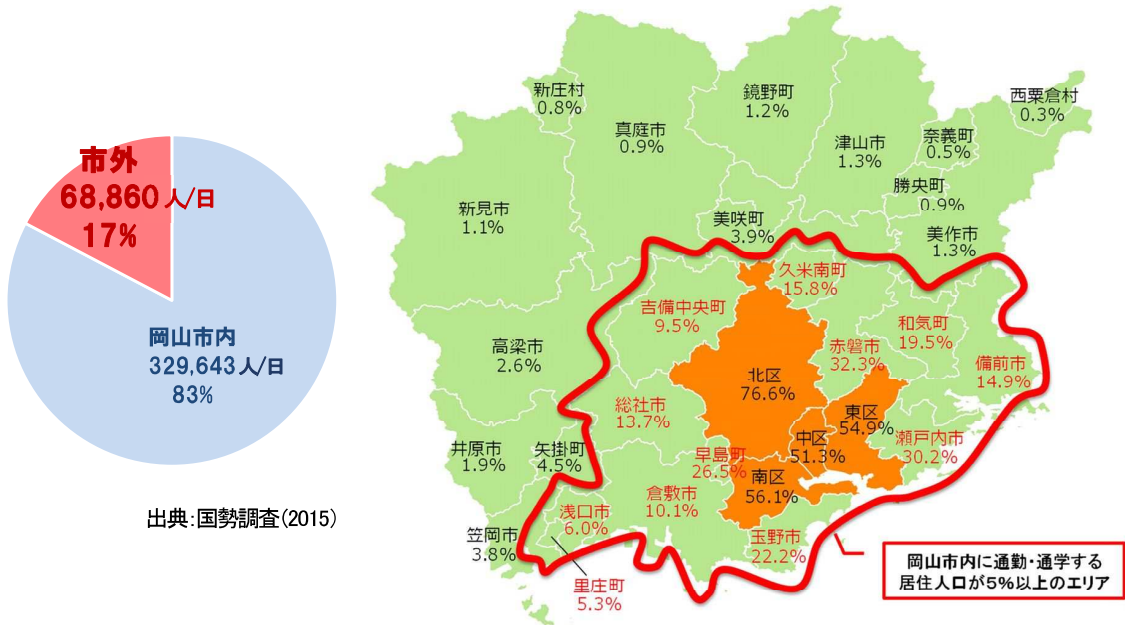 市外
68,860人/日
17%
岡山市内
329,643人/日
83%
出典:国勢調査(2015)
新庄村
0.8%
真庭市
0.9%
鏡野町
1.2%
津山市
1.3%
奈義町
0.5%
西粟倉村
0.3%
勝央町
0.9%
美作市
1.3%
新見市
1.1%
美咲町
3.9%
久米南町
15.8%
吉備中央町
9.5%
和気町
19.5%
赤磐市
32.3%
備前市
14.9%
高梁市
2.6%
北区
76.6%
総社市
13.7%
東区
54.9%
中区
51.3%
瀬戸内市
30.2%
井原市
1.9%
矢掛町
4.5%
早島町
26.5%
南区
56.1%
倉敷市
10.1%
浅口市
6.0%
笠岡市
3.8%
玉野市
22.2%
里庄町
5.3%
岡山市内に通勤・通学する
居住人口が5%以上のエリア